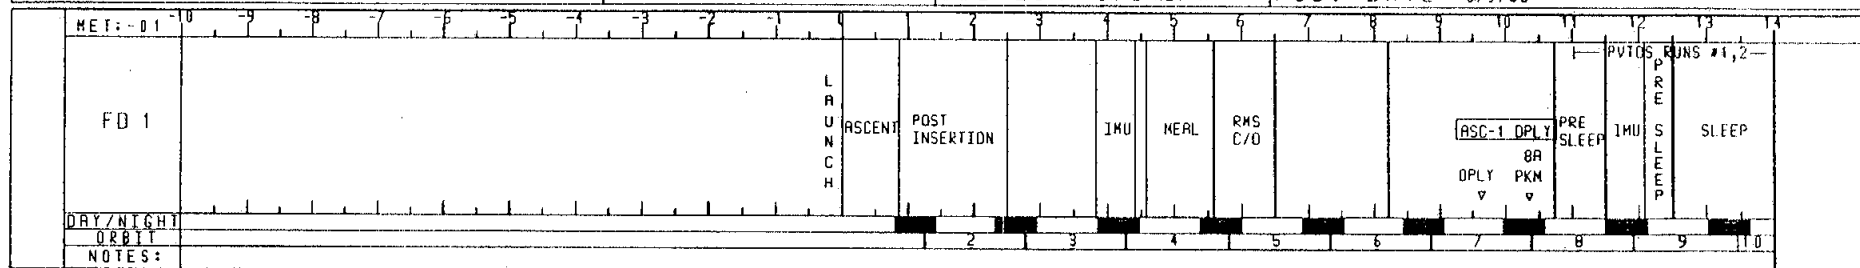 MET:-01 -10 -9 -8 -7 -6 -5 -4 -3 -2 -1 0 1 2 3 4 5 6 7 8 9 10 11 12 13 14
PVTOS RUNS #1,2
FD 1
LAUNCH
ASCENT
POST
INSERTION
IMU
MEAL
RMS
C/O
ASC-1 DPLY
8A
DPLY PKM
PRE
SLEEP
IMU
PRE SLEEP
SLEEP
DAY/NIGHT
ORBIT 2 3 4 5 6 7 8 9 10
NOTES: